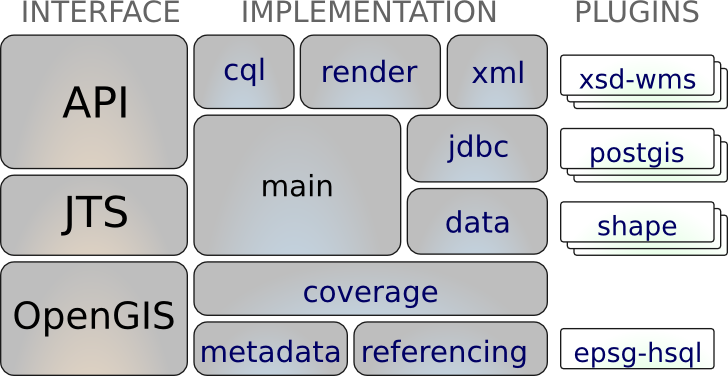 INTERFACE IMPLEMENTATION PLUGINS
API cql render xml xsd-wms
main jdbc postgis
JTS data shape
OpenGIS coverage
metadata referencing epsg-hsql